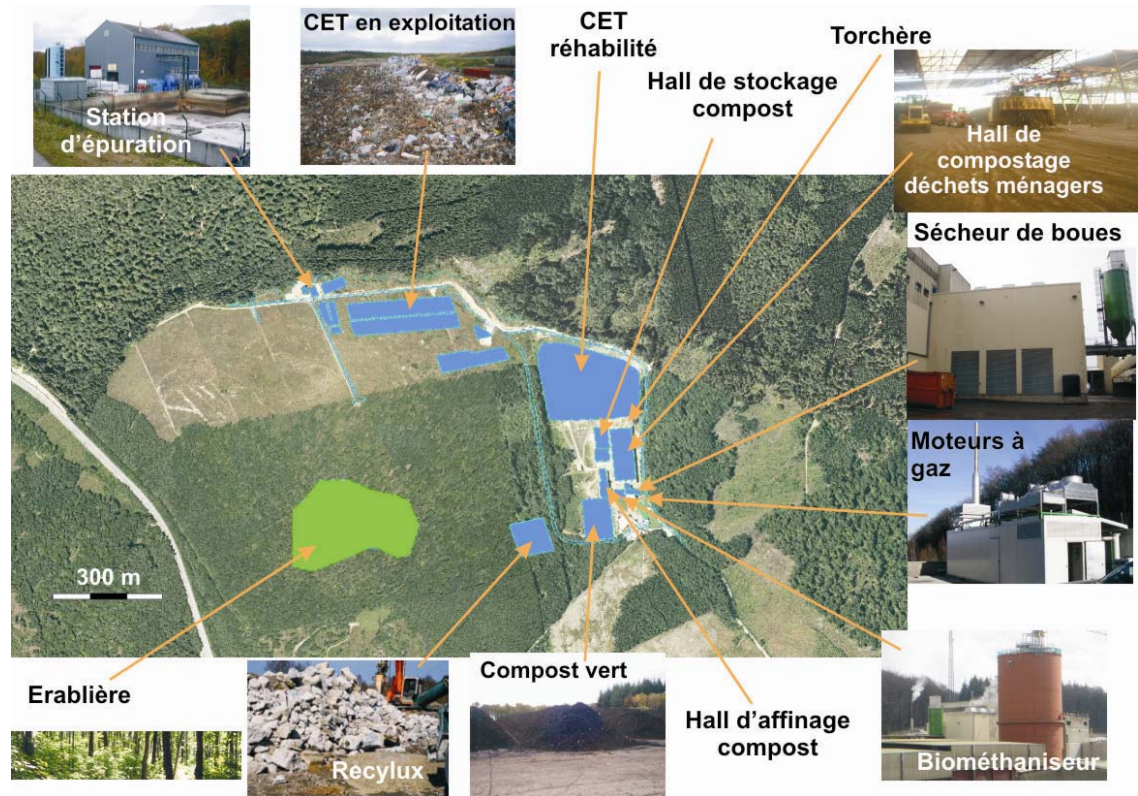 CET en exploitation
CET
réhabilité
Torchère
Hall de stockage
compost
Station
d'épuration
Hall de
compostage
déchets ménagers
Sécheur de boues
Moteurs à
gaz
300 m
Erablière
Recylux
Compost vert
Hall d'affinage
compost
Biométhaniseur